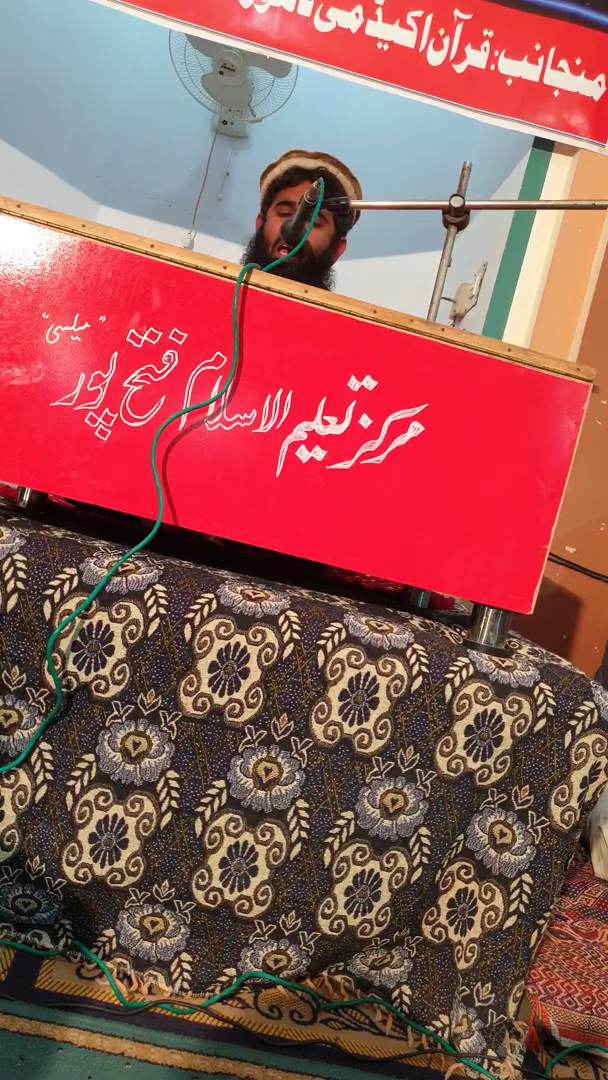 منجانب: قرآن اکیڈمی
مرکز تعلیم الاسلام فتح پور "میلسی"